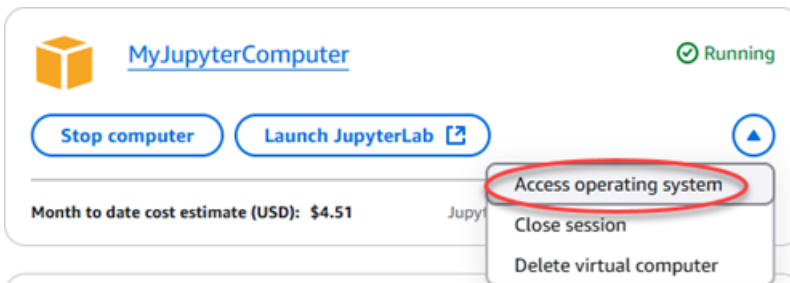 MyJupyterComputer
Running
Stop computer
Launch JupyterLab
Access operating system
Month to date cost estimate (USD): $4.51
Close session
Delete virtual computer